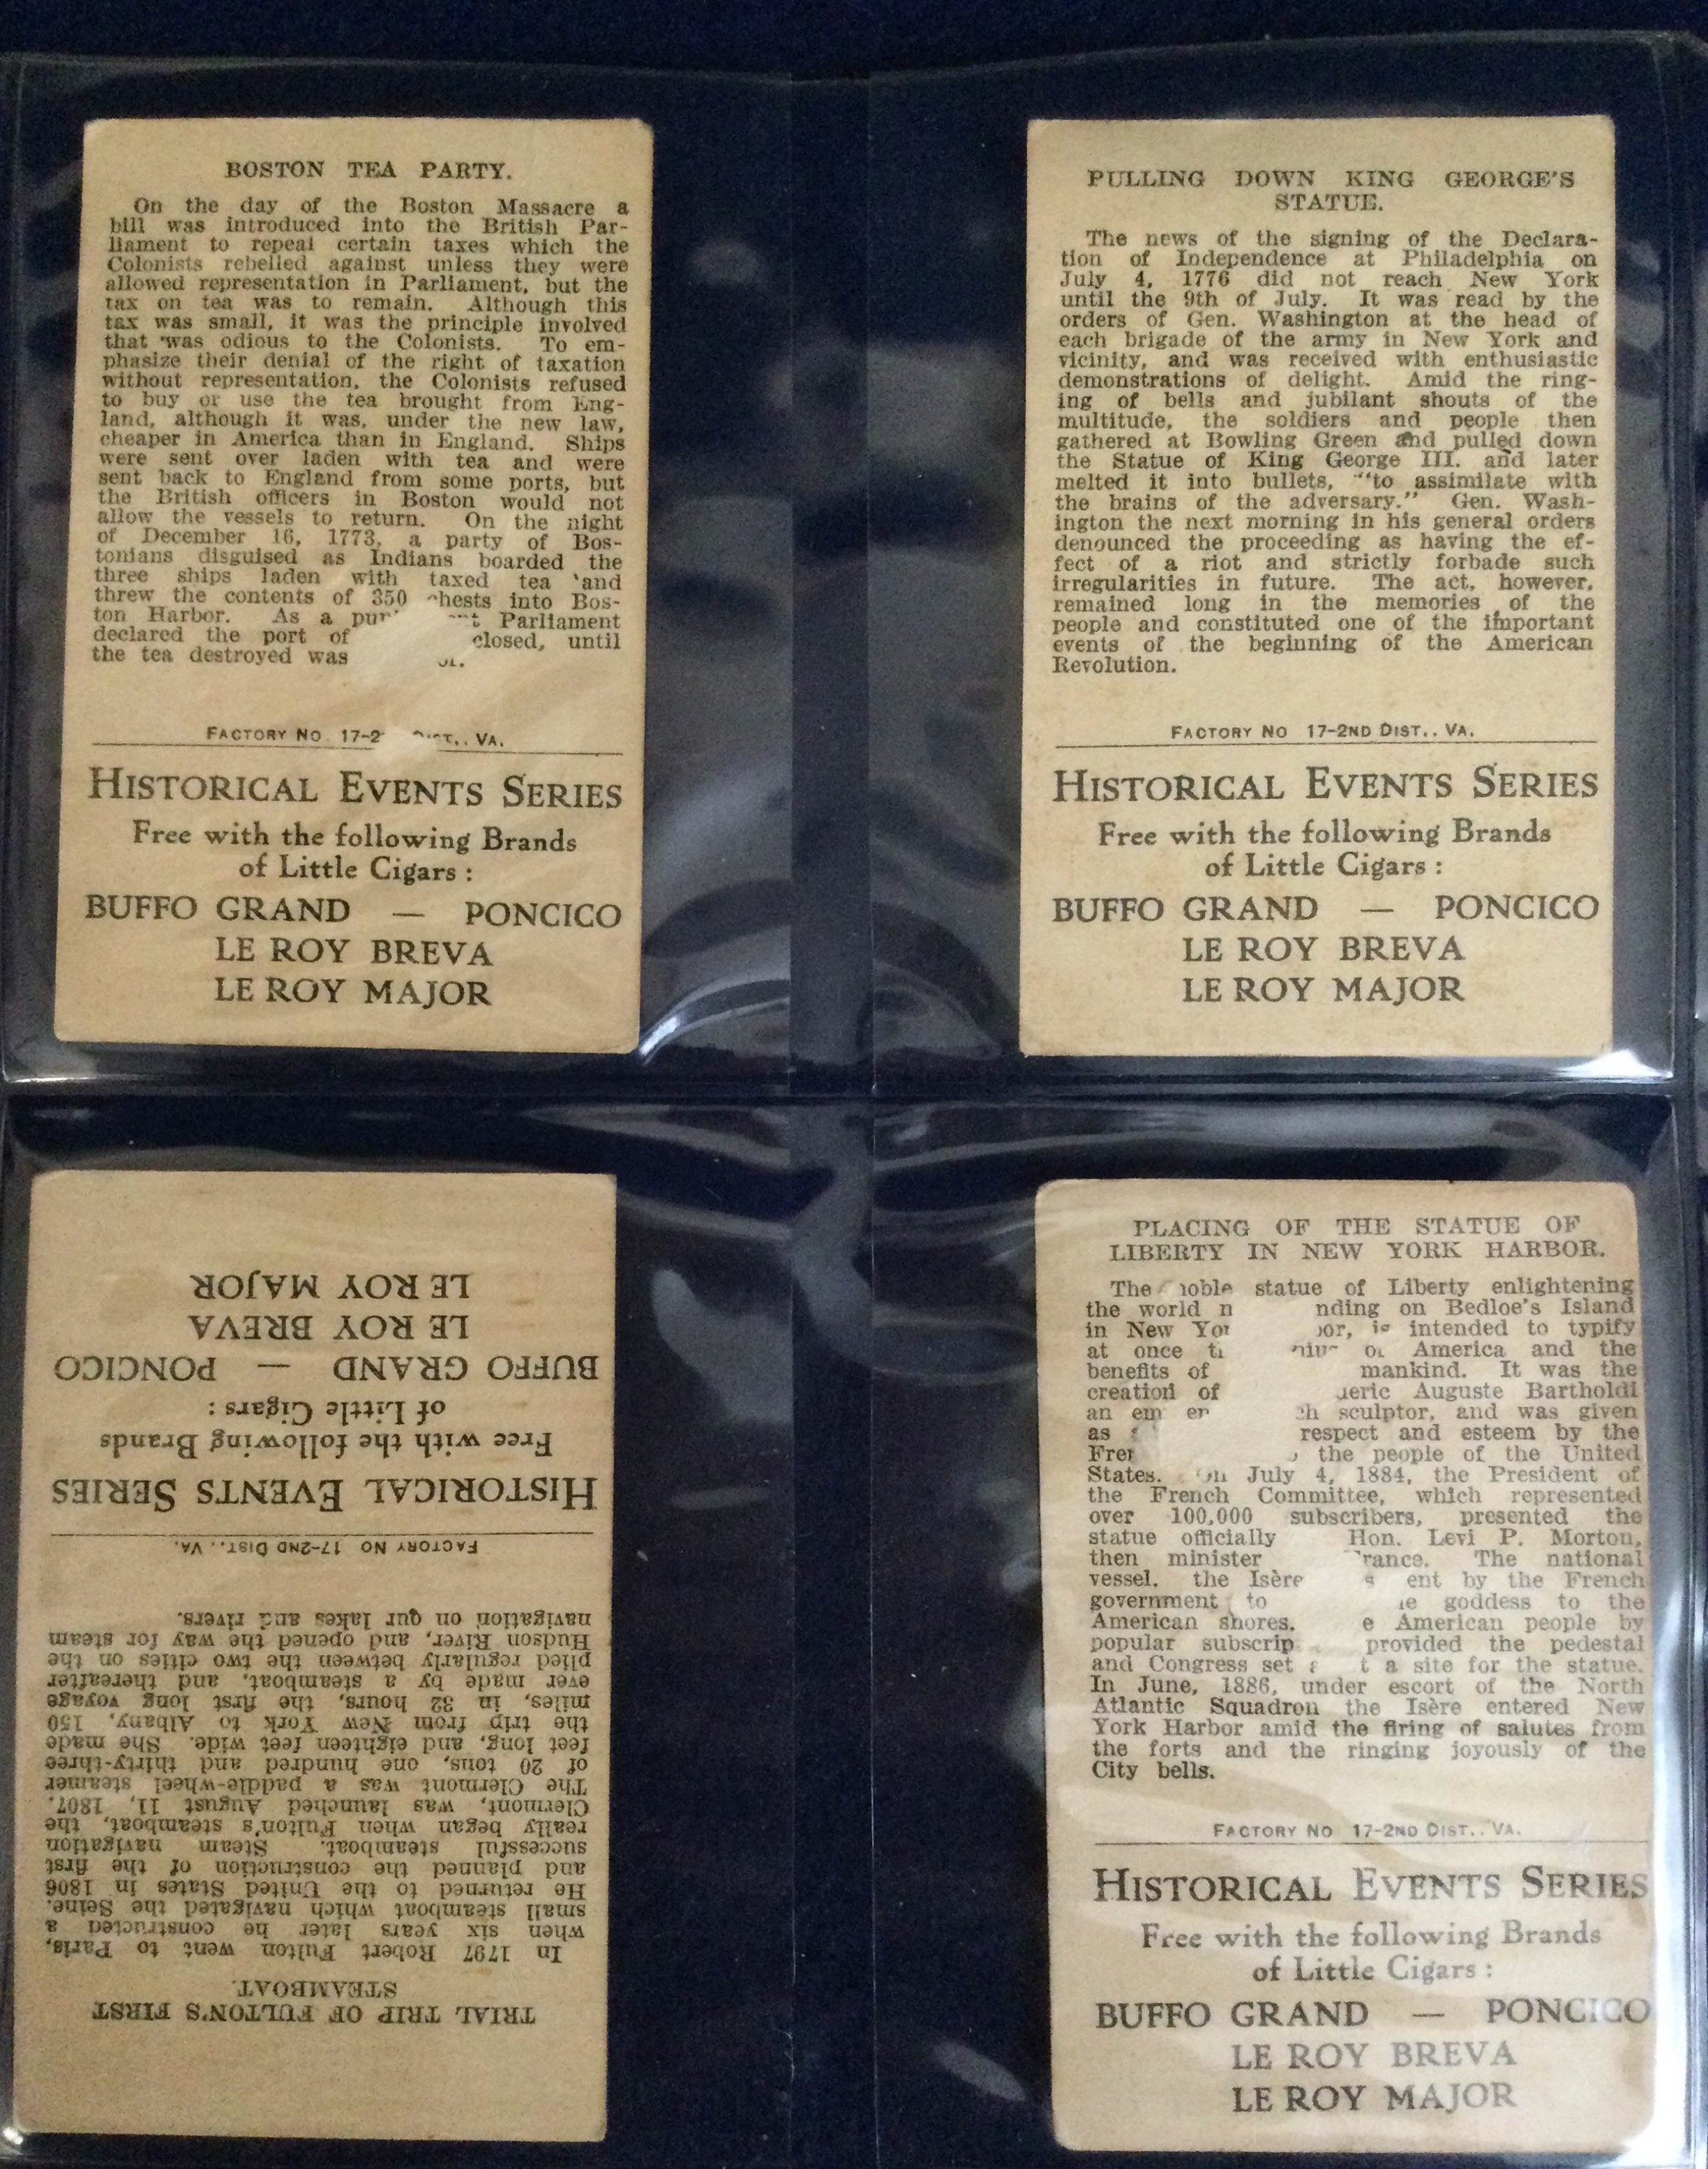 BOSTON TEA PARTY.
On the day of the Boston Massacre a
bill was introduced into the British Par-
liament to repeal certain taxes which the
Colonists rebelled against unless they were
allowed representation in Parliament, but the
tax on tea was to remain. Although this
tax was small, it was the principle involved
that was odious to the Colonists. To em-
phasize their denial of the right of taxation
without representation, the Colonists refused
to buy or use the tea brought from Eng-
land, although it was, under the new law,
cheaper in America than in England. Ships
were sent over laden with tea and were
sent back to England from some ports, but
the British officers in Boston would not
allow the vessels to return. On the night
of December 16, 1773, a party of Bos-
tonians disguised as Indians boarded the
three ships laden with taxed tea and
threw the contents of 350 chests into Bos-
ton Harbor. As a Parliament
declared the port of closed, until
the tea destroyed was
FACTORY NO 17-2 VA.
HISTORICAL EVENTS SERIES
Free with the following Brands
of Little Cigars :
BUFFO GRAND — PONCICO
LE ROY BREVA
LE ROY MAJOR
PULLING DOWN KING GEORGE'S
STATUE.
The news of the signing of the Declara-
tion of Independence at Philadelphia on
July 4, 1776 did not reach New York
until the 9th of July. It was read by the
orders of Gen. Washington at the head of
each brigade of the army in New York and
vicinity, and was received with enthusiastic
demonstrations of delight. Amid the ring-
ing of bells and jubilant shouts of the
multitude, the soldiers and people then
gathered at Bowling Green and pulled down
the Statue of King George III. and later
melted it into bullets, "to assimilate with
the brains of the adversary." Gen. Wash-
ington the next morning in his general orders
denounced the proceeding as having the ef-
fect of a riot and strictly forbade such
irregularities in future. The act, however,
remained long in the memories of the
people and constituted one of the important
events of the beginning of the American
Revolution.
FACTORY NO 17-2ND DIST., VA.
HISTORICAL EVENTS SERIES
Free with the following Brands
of Little Cigars :
BUFFO GRAND — PONCICO
LE ROY BREVA
LE ROY MAJOR
TRIAL TRIP OF FULTON'S FIRST
STEAMBOAT.
In 1797 Robert Fulton went to Paris,
when six years later he constructed a
small steamboat which navigated the Seine.
He returned to the United States in 1806
and planned the construction of the first
successful steamboat. Steam navigation
really began when Fulton's steamboat, the
Clermont, was launched August 11, 1807.
The Clermont was a paddle-wheel steamer
of 20 tons, one hundred and thirty-three
feet long, and eighteen feet wide. She made
the trip from New York to Albany, 150
miles, in 32 hours, the first long voyage
ever made by a steamboat, and thereafter
plied regularly between the two cities on the
Hudson River, and opened the way for steam
navigation on our lakes and rivers.
FACTORY NO 17-2ND DIST., VA.
HISTORICAL EVENTS SERIES
Free with the following Brands
of Little Cigars :
BUFFO GRAND — PONCICO
LE ROY BREVA
LE ROY MAJOR
PLACING OF THE STATUE OF
LIBERTY IN NEW YORK HARBOR.
The noble statue of Liberty enlightening
the world on Bedloe's Island
in New is intended to typify
at once of America and the
benefits of mankind. It was the
creation of Auguste Bartholdi
an sculptor, and was given
as respect and esteem by the
the people of the United
States. On July 4, 1884, the President of
the French Committee, which represented
over 100,000 subscribers, presented the
statue officially Hon. Levi P. Morton,
then minister The national
vessel, the Isère by the French
government to goddess to the
American shores. American people by
popular provided the pedestal
and Congress set a site for the statue.
In June, 1886, under escort of the North
Atlantic Squadron the Isère entered New
York Harbor amid the firing of salutes from
the forts and the ringing joyously of the
City bells.
FACTORY NO 17-2ND DIST., VA.
HISTORICAL EVENTS SERIES
Free with the following Brands
of Little Cigars :
BUFFO GRAND — PONCICO
LE ROY BREVA
LE ROY MAJOR